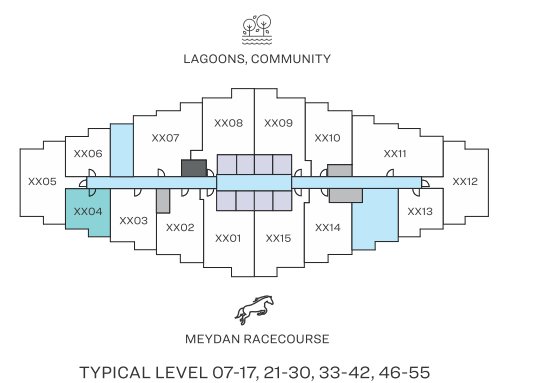 LAGOONS, COMMUNITY
XX08 XX09
XX07 XX10
XX06 XX11
XX05 XX12
XX04 XX03 XX13
XX02 XX14
XX01 XX15
MEYDAN RACECOURSE
TYPICAL LEVEL 07-17, 21-30, 33-42, 46-55